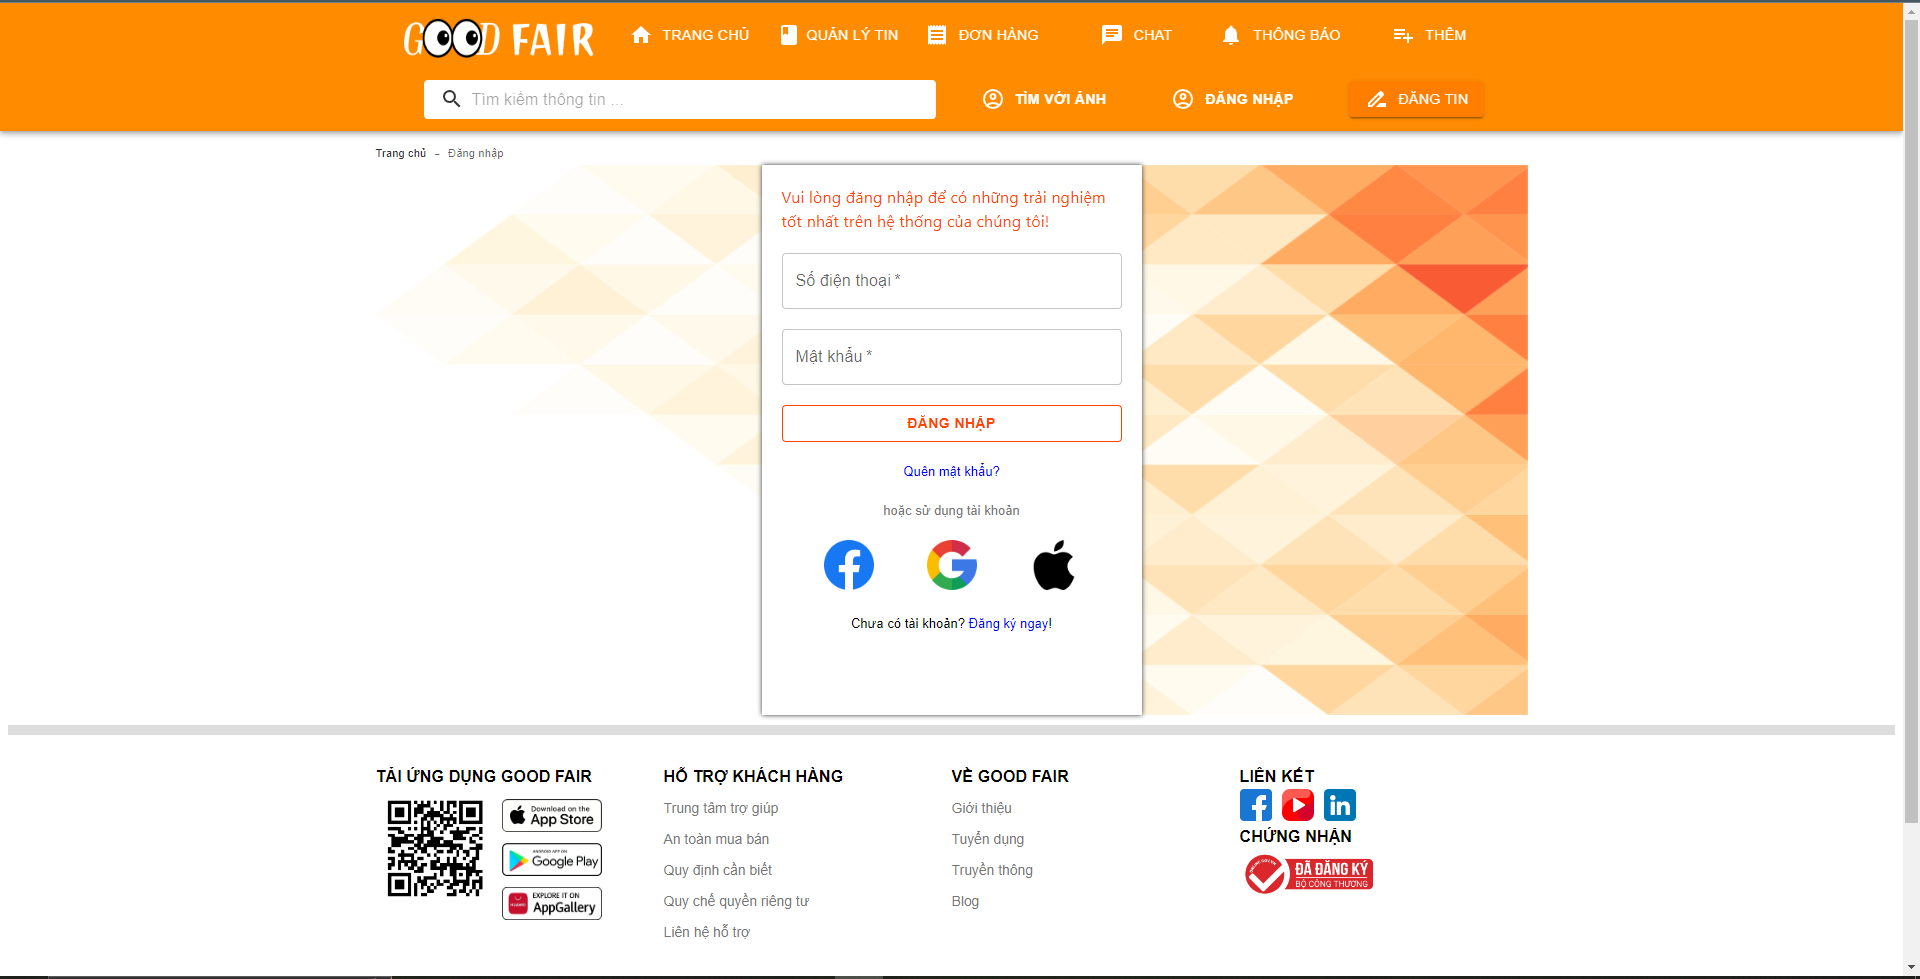 GOOD FAIR
TRANG CHỦ
QUẢN LÝ TIN
ĐƠN HÀNG
CHAT
THÔNG BÁO
THÊM
Tìm kiếm thông tin ...
TÌM VỚI ẢNH
ĐĂNG NHẬP
ĐĂNG TIN
Trang chủ - Đăng nhập
Vui lòng đăng nhập để có những trải nghiệm
tốt nhất trên hệ thống của chúng tôi!
Số điện thoại *
Mật khẩu *
ĐĂNG NHẬP
Quên mật khẩu?
hoặc sử dụng tài khoản
Chưa có tài khoản? Đăng ký ngay!
TẢI ỨNG DỤNG GOOD FAIR
Download on the
App Store
ANDROID APP ON
Google Play
EXPLORE IT ON
AppGallery
HỖ TRỢ KHÁCH HÀNG
Trung tâm trợ giúp
An toàn mua bán
Quy định cần biết
Quy chế quyền riêng tư
Liên hệ hỗ trợ
VỀ GOOD FAIR
Giới thiệu
Tuyển dụng
Truyền thông
Blog
LIÊN KẾT
CHỨNG NHẬN
ĐÃ ĐĂNG KÝ
BỘ CÔNG THƯƠNG